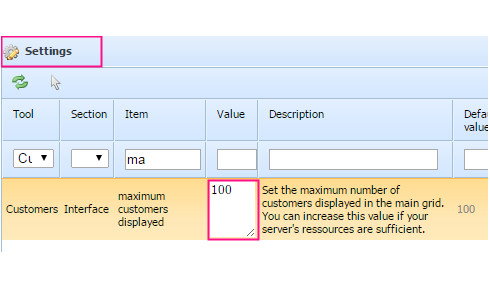 Settings
Tool Section Item Value Description Defa
value
Cu ma
Customers Interface maximum customers displayed 100 Set the maximum number of
customers displayed in the main grid.
You can increase this value if your
server's ressources are sufficient. 100